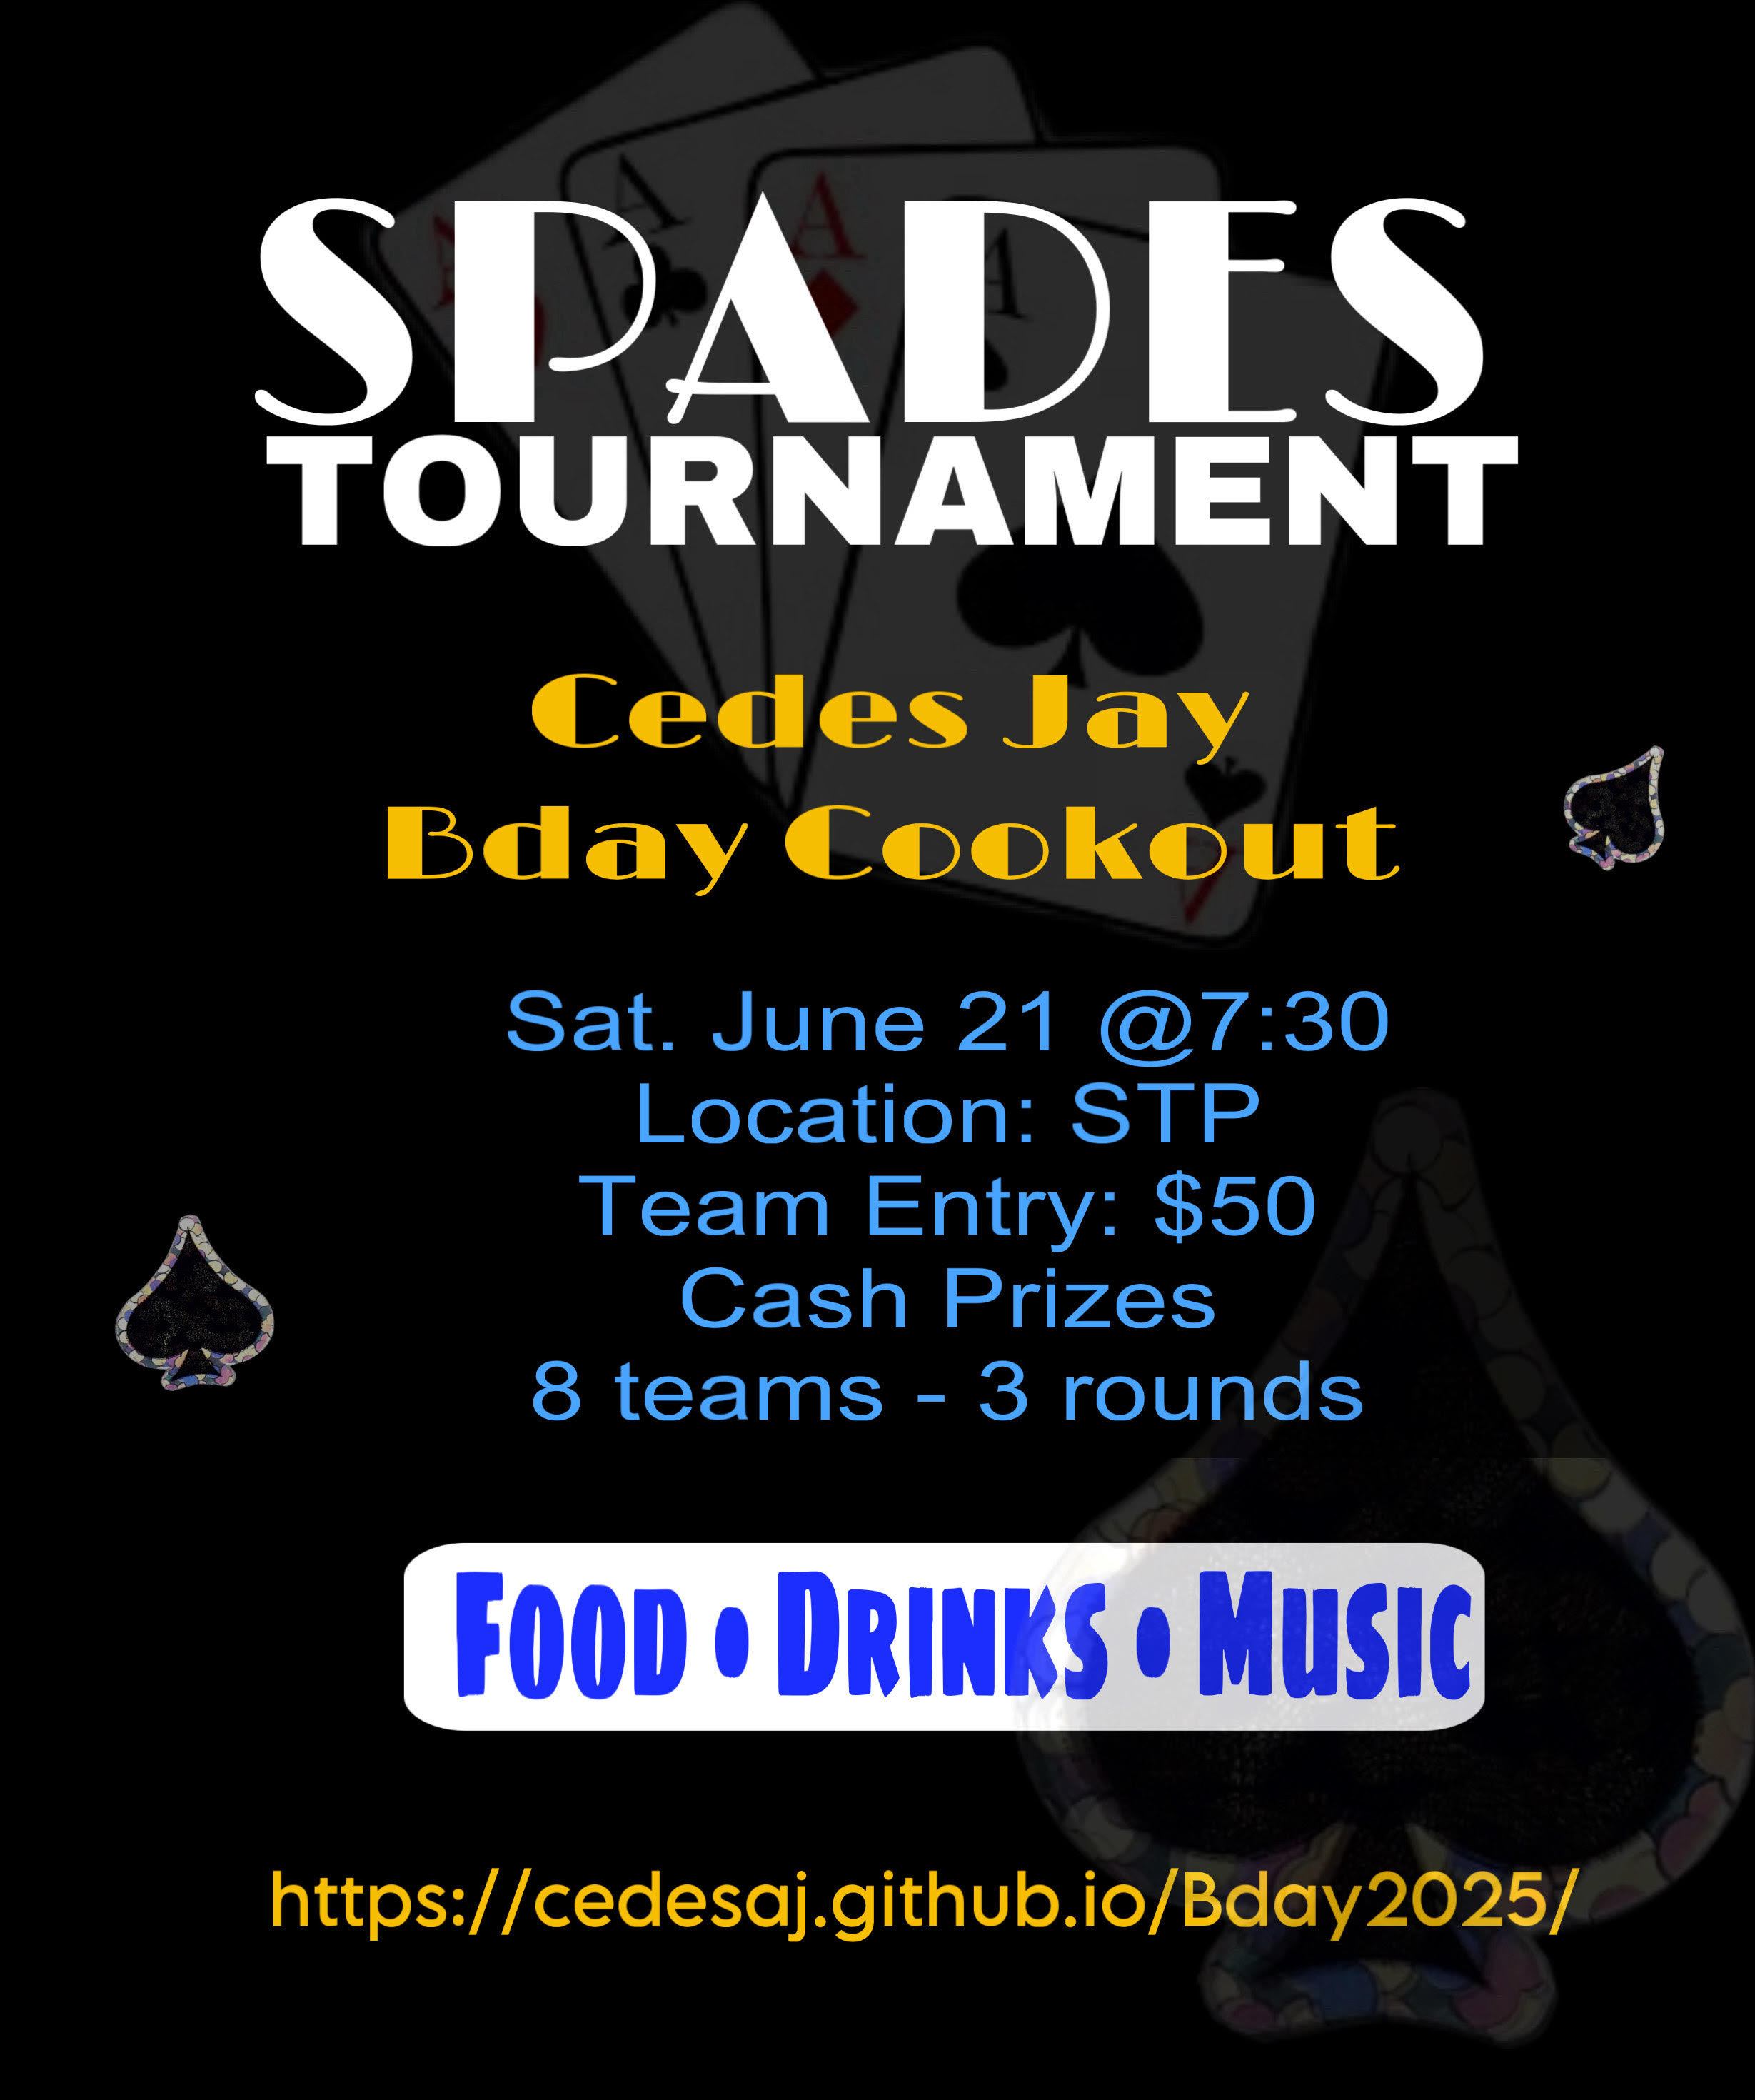 SPADES
TOURNAMENT
Cedes Jay
Bday Cookout
Sat. June 21 @7:30
Location: STP
Team Entry: $50
Cash Prizes
8 teams - 3 rounds
Food • Drinks • Music
https://cedesaj.github.io/Bday2025/